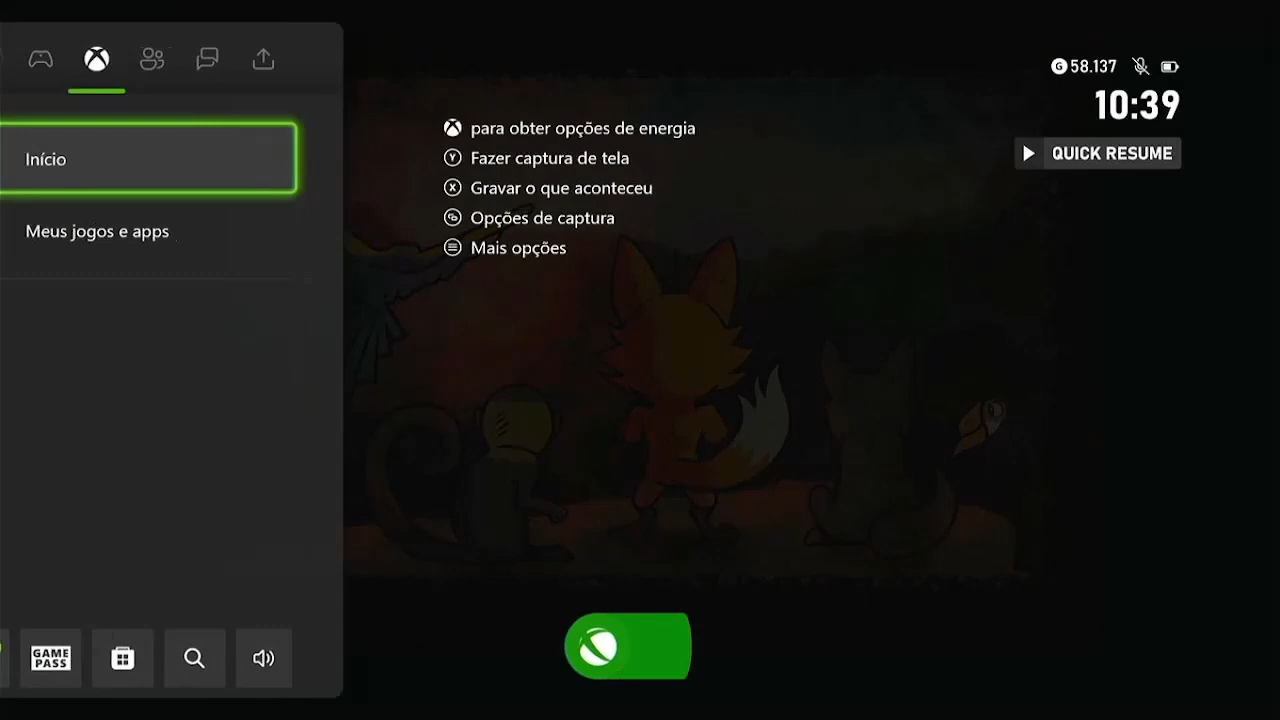 Início
Meus jogos e apps
GAME PASS
para obter opções de energia
Y Fazer captura de tela
X Gravar o que aconteceu
Opções de captura
Mais opções
G 58.137
10:39
QUICK RESUME